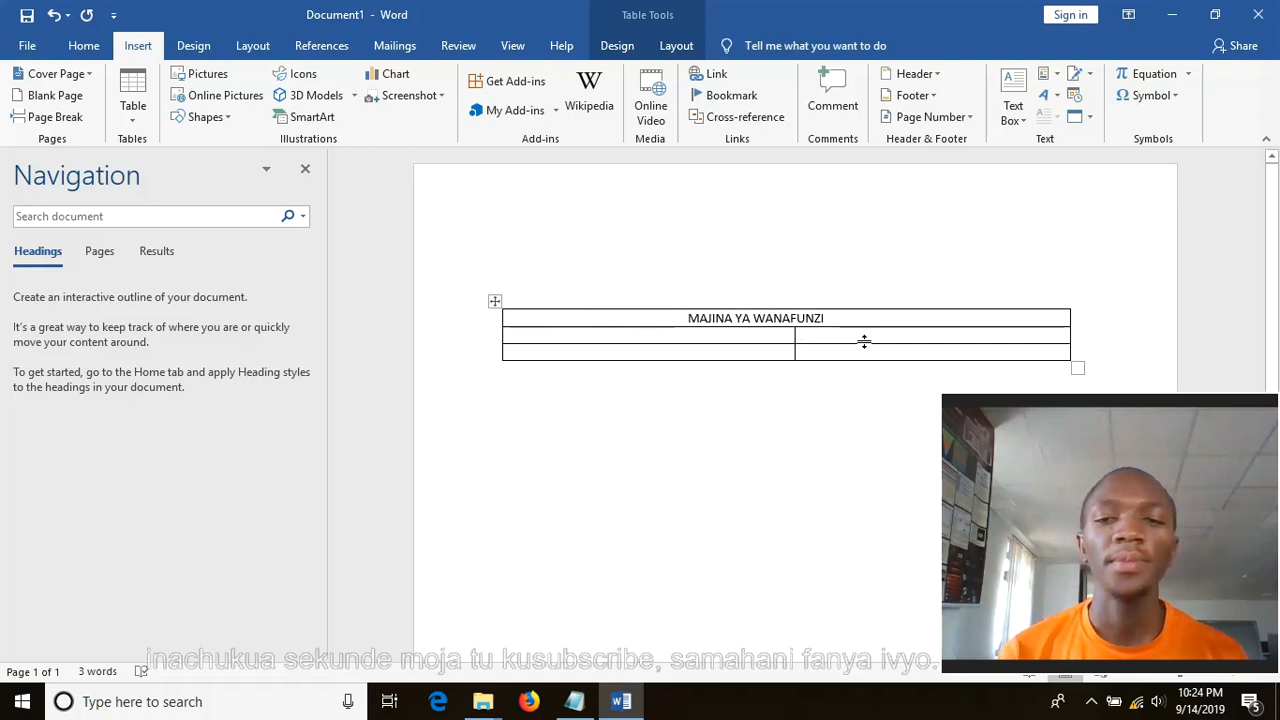 Document1 - Word
Table Tools
Sign in
File Home Insert Design Layout References Mailings Review View Help Design Layout Tell me what you want to do Share
Cover Page
Blank Page
Page Break
Pages
Table
Tables
Pictures
Online Pictures
Shapes
Icons
3D Models
SmartArt
Chart
Screenshot
Illustrations
Get Add-ins
My Add-ins
W
Wikipedia
Add-ins
Online
Video
Media
Link
Bookmark
Cross-reference
Links
Comment
Comments
Header
Footer
Page Number
Header & Footer
Text
Box
Text
Equation
Symbol
Symbols
Navigation
Search document
Headings Pages Results
Create an interactive outline of your document.
It's a great way to keep track of where you are or quickly
move your content around.
To get started, go to the Home tab and apply Heading styles
to the headings in your document.
MAJINA YA WANAFUNZI
inachukua sekunde moja tu kusubscribe, samahani fanya ivyo.
Page 1 of 1 3 words
Type here to search
10:24 PM
9/14/2019
5